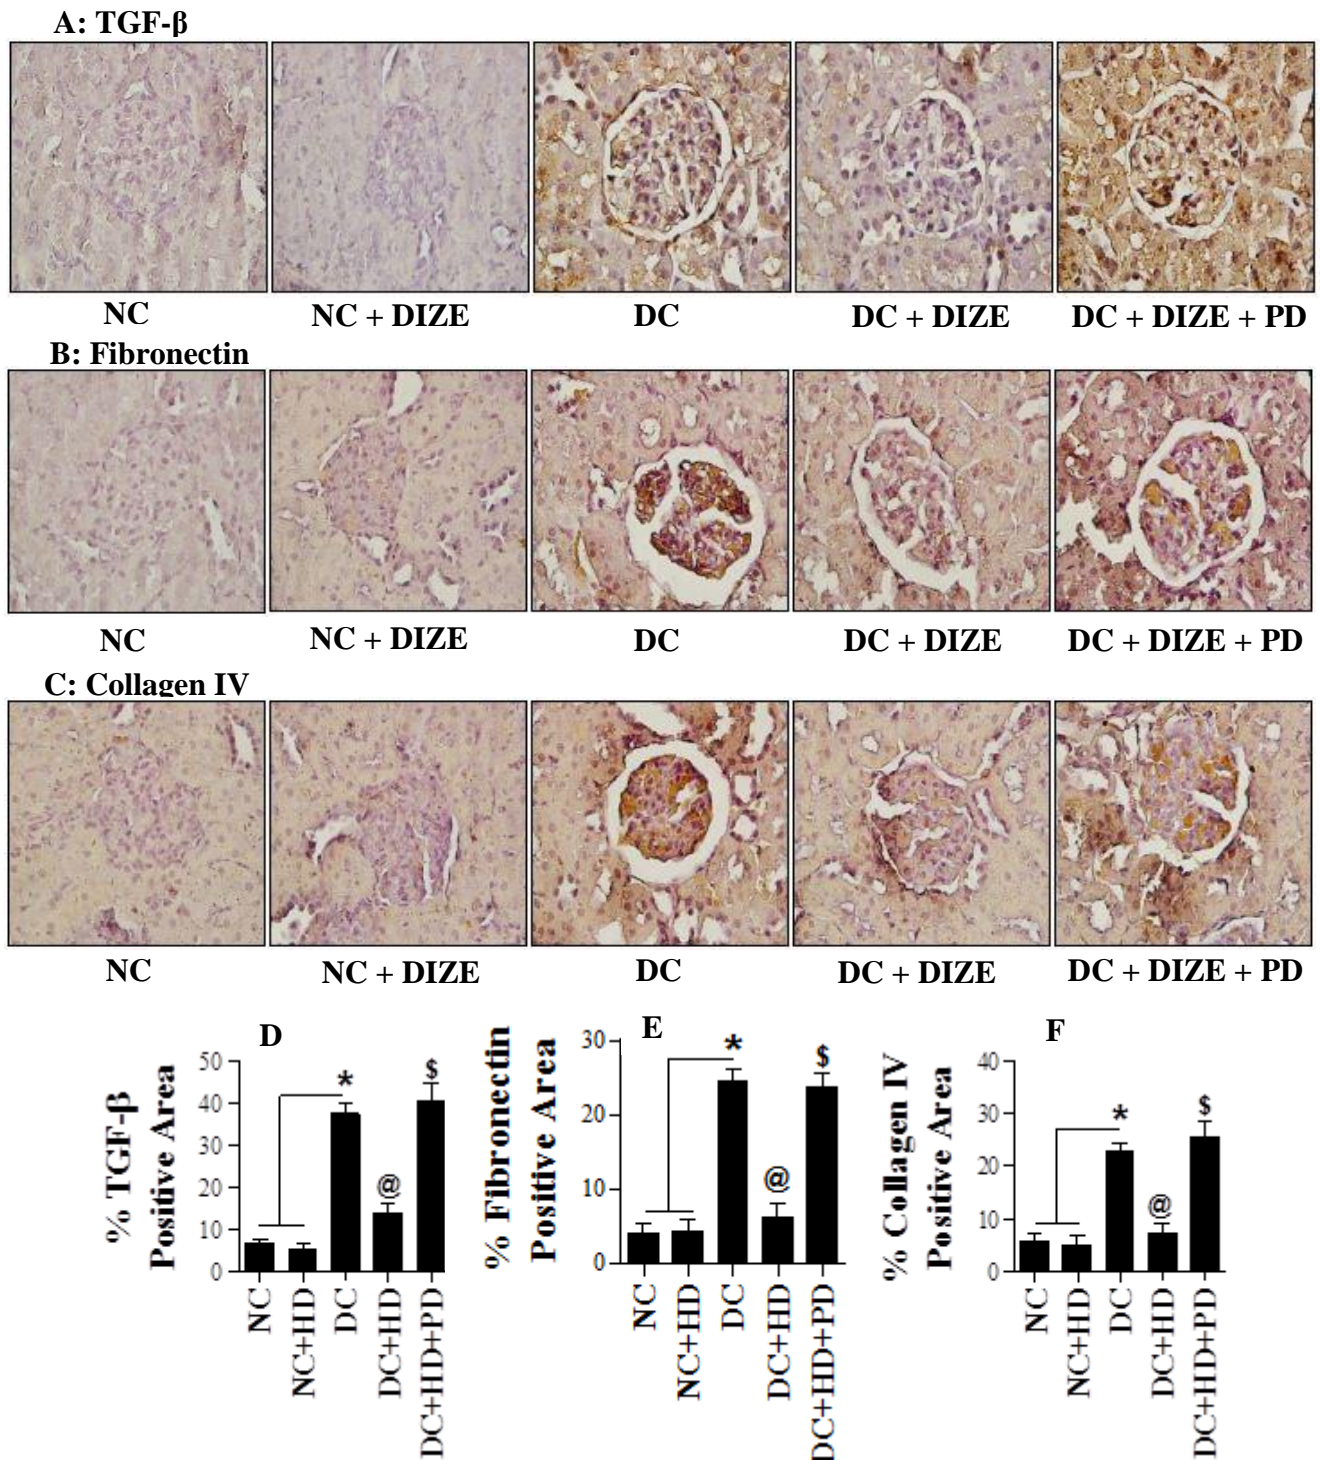 A: TGF-β
NC
NC + DIZE
DC
DC + DIZE
DC + DIZE + PD
B: Fibronectin
NC
NC + DIZE
DC
DC + DIZE
DC + DIZE + PD
C: Collagen IV
NC
NC + DIZE
DC
DC + DIZE
DC + DIZE + PD
D
% TGF-β
Positive Area
50
40
30
20
10
0
*
@
$
NC
NC+HD
DC
DC+HD
DC+HD+PD
E
% Fibronectin
Positive Area
30
20
10
0
*
@
$
NC
NC+HD
DC
DC+HD
DC+HD+PD
F
% Collagen IV
Positive Area
40
30
20
10
0
*
@
$
NC
NC+HD
DC
DC+HD
DC+HD+PD